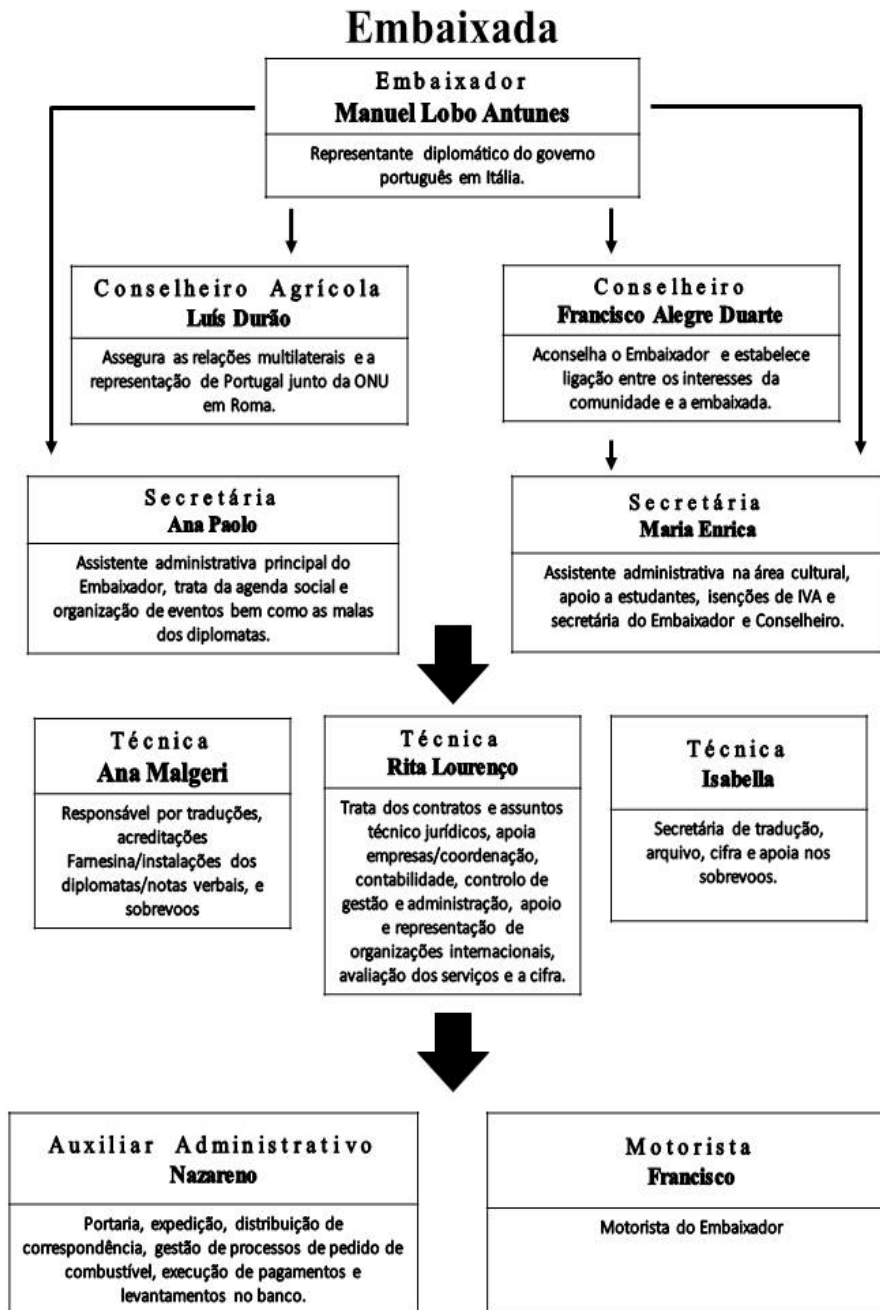 Embaixada
Embaixador
Manuel Lobo Antunes
Representante diplomático do governo
português em Itália.
Conselheiro Agrícola
Luís Durão
Assegura as relações multilaterais e a
representação de Portugal junto da ONU
em Roma.
Conselheiro
Francisco Alegre Duarte
Aconselha o Embaixador e estabelece
ligação entre os interesses da
comunidade e a embaixada.
Secretária
Ana Paolo
Assistente administrativa principal do
Embaixador, trata da agenda social e
organização de eventos bem como as malas
dos diplomatas.
Secretária
Maria Enrica
Assistente administrativa na área cultural,
apoio a estudantes, isenções de IVA e
secretária do Embaixador e Conselheiro.
Técnica
Ana Malgeri
Responsável por traduções,
acreditações
Farnesina/instalações dos
diplomatas/notas verbais, e
sobrevoos
Técnica
Rita Lourenço
Trata dos contratos e assuntos
técnico jurídicos, apoia
empresas/coordenação,
contabilidade, controlo de
gestão e administração, apoio
e representação de
organizações internacionais,
avaliação dos serviços e a cifra.
Técnica
Isabella
Secretária de tradução,
arquivo, cifra e apoia nos
sobrevoos.
Auxiliar Administrativo
Nazareno
Portaria, expedição, distribuição de
correspondência, gestão de processos de pedido de
combustível, execução de pagamentos e
levantamentos no banco.
Motorista
Francisco
Motorista do Embaixador